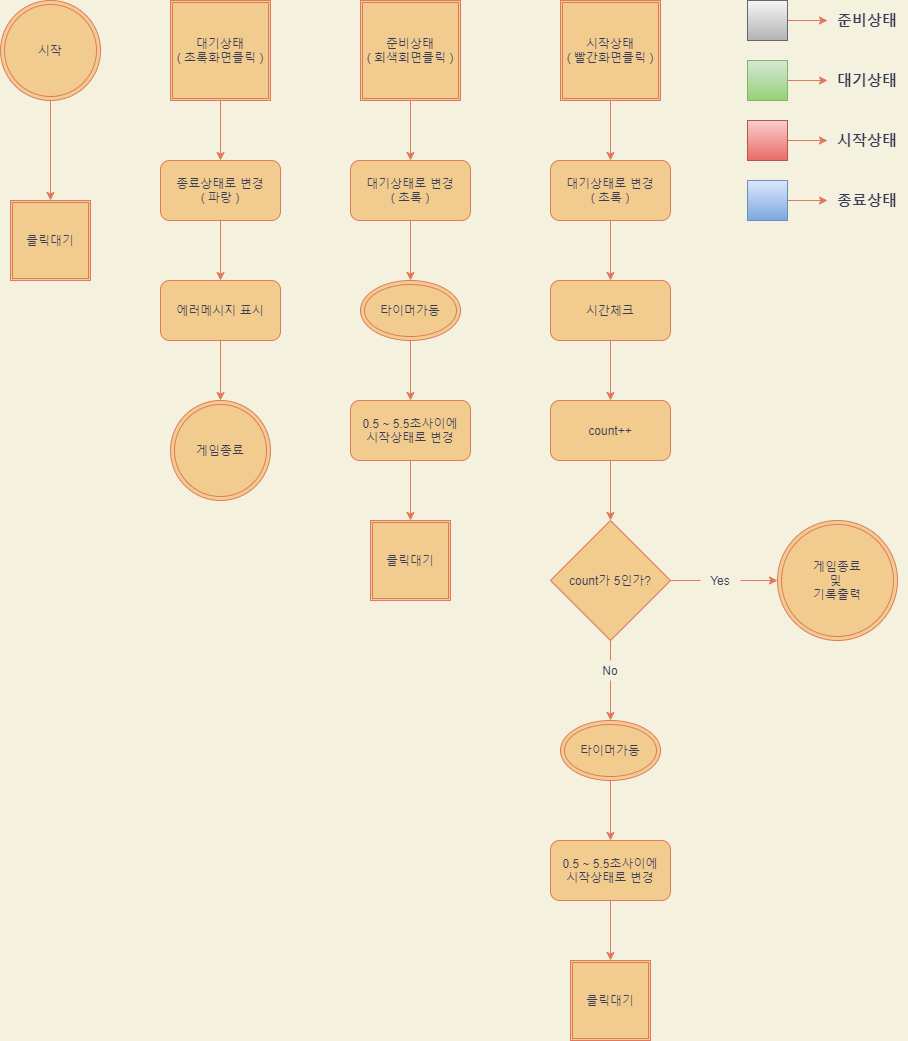 시작
클릭대기
대기상태
( 초록화면클릭 )
종료상태로 변경
( 파랑 )
에러메시지 표시
게임종료
준비상태
( 회색화면클릭 )
대기상태로 변경
( 초록 )
타이머가동
0.5 ~ 5.5초사이에
시작상태로 변경
클릭대기
시작상태
( 빨간화면클릭 )
대기상태로 변경
( 초록 )
시간체크
count++
count가 5인가?
Yes
게임종료
및
기록출력
No
타이머가동
0.5 ~ 5.5초사이에
시작상태로 변경
클릭대기
준비상태
대기상태
시작상태
종료상태